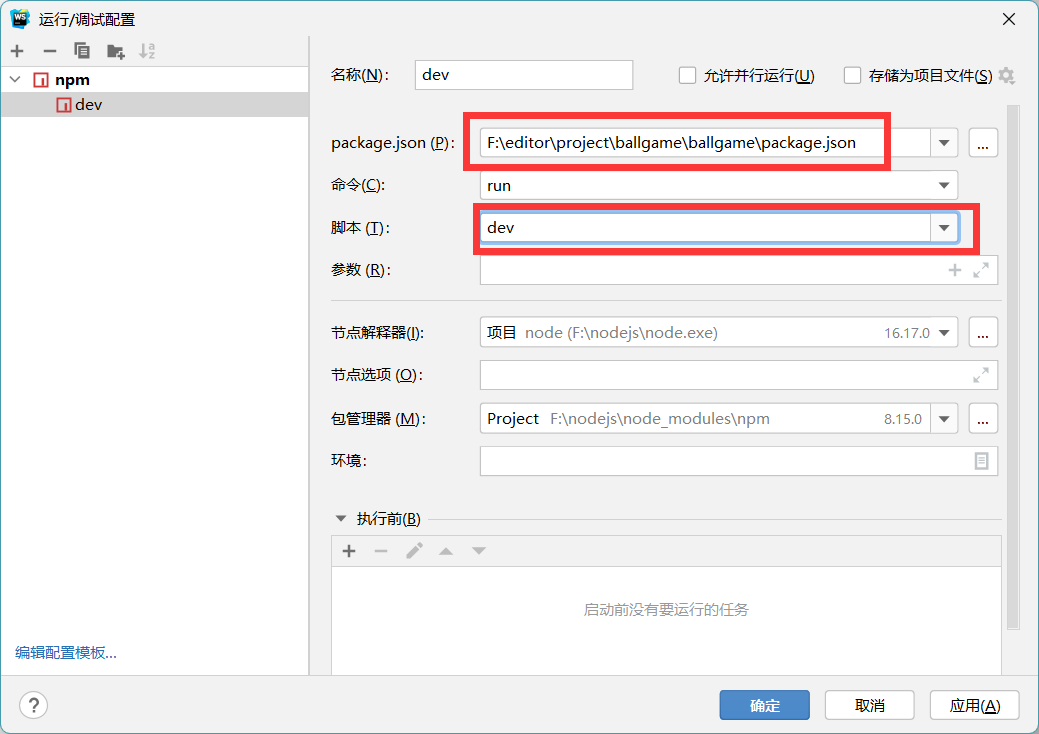 WS
运行/调试配置
npm
dev
名称(N):
dev
允许并行运行(U)
存储为项目文件(S)
package.json (P):
F:\editor\project\ballgame\ballgame\package.json
...
命令(C):
run
脚本 (T):
dev
参数 (R):
节点解释器(I):
项目 node (F:\nodejs\node.exe) 16.17.0
...
节点选项 (O):
包管理器 (M):
Project F:\nodejs\node_modules\npm 8.15.0
...
环境:
执行前(B)
启动前没有要运行的任务
编辑配置模板...
?
确定
取消
应用(A)